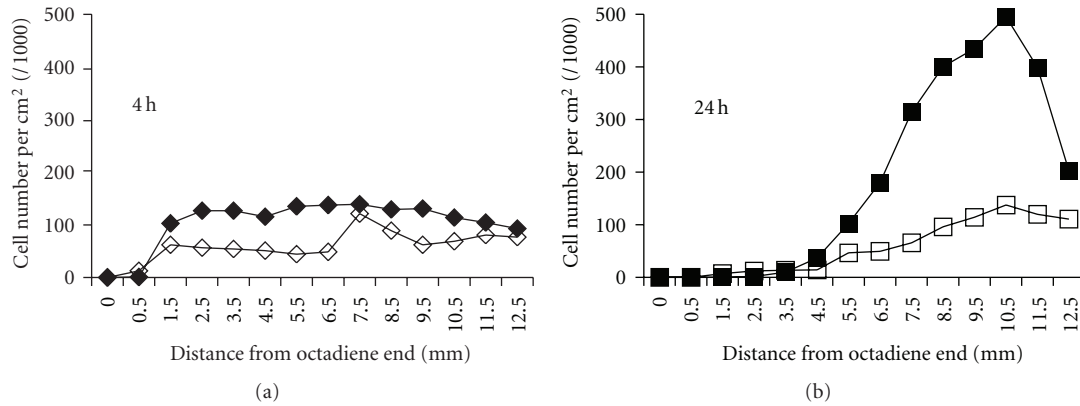 500
400
300
200
100
0
Cell number per cm² (/1000)
4 h
0 0.5 1.5 2.5 3.5 4.5 5.5 6.5 7.5 8.5 9.5 10.5 11.5 12.5
Distance from octadiene end (mm)
(a)
500
400
300
200
100
0
Cell number per cm² (/1000)
24 h
0 0.5 1.5 2.5 3.5 4.5 5.5 6.5 7.5 8.5 9.5 10.5 11.5 12.5
Distance from octadiene end (mm)
(b)